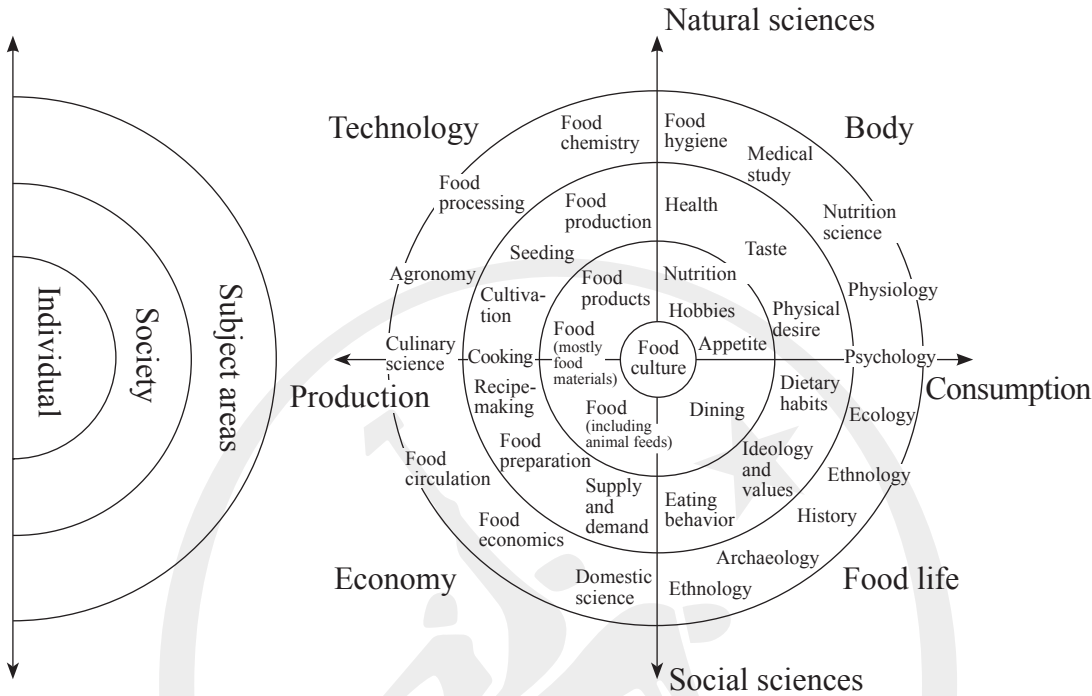 Natural sciences
Technology
Body
Food
chemistry
Food
hygiene
Medical
study
Food
processing
Food
production
Health
Nutrition
science
Seeding
Taste
Agronomy
Food
products
Nutrition
Cultiva-
tion
Hobbies
Physical
desire
Physiology
Individual
Society
Subject areas
Culinary
science
Cooking
Food
(mostly
food
materials)
Food
culture
Appetite
Psychology
Production
Consumption
Recipe-
making
Food
(including
animal feeds)
Dining
Dietary
habits
Ecology
Food
circulation
Food
preparation
Ideology
and
values
Ethnology
Supply
and
demand
Eating
behavior
History
Food
economics
Archaeology
Economy
Food life
Domestic
science
Ethnology
Social sciences